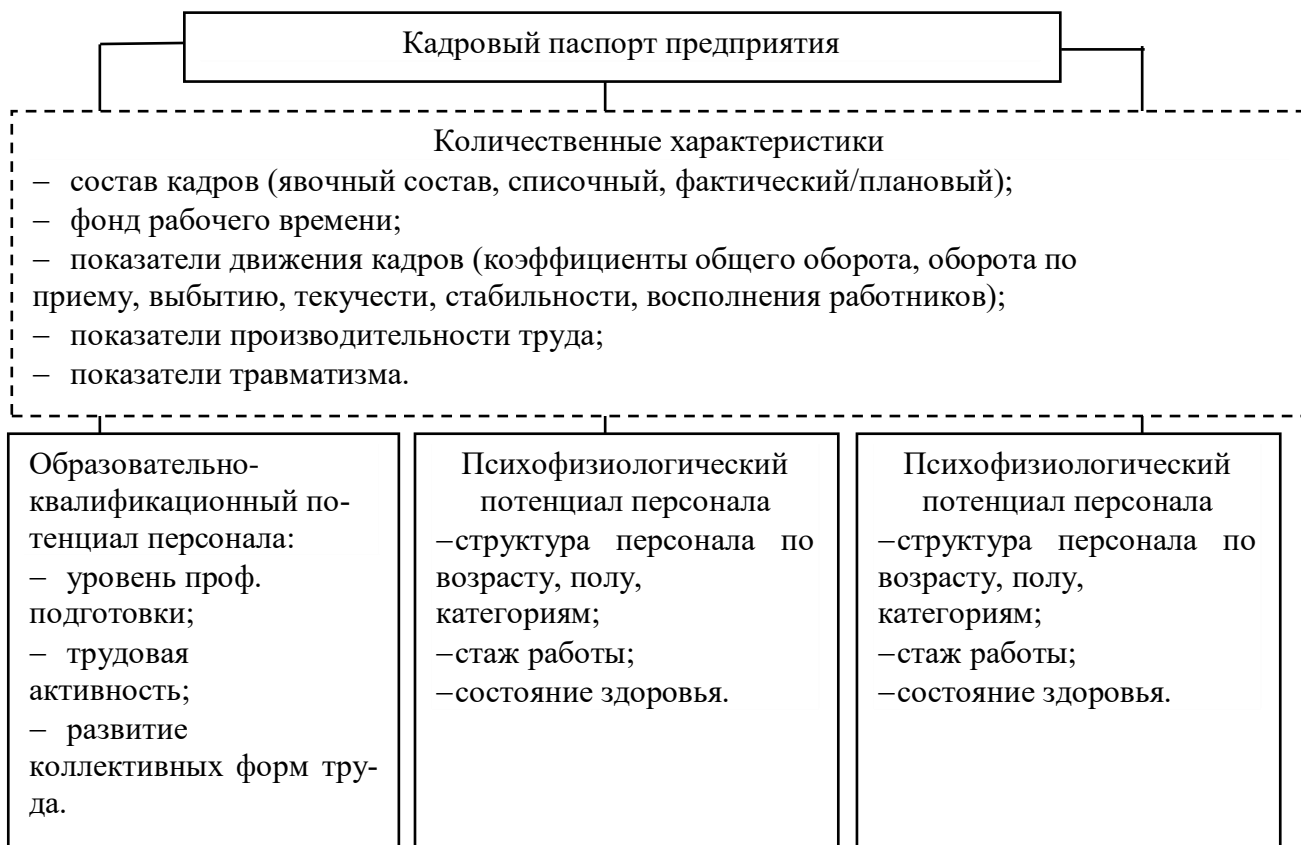 Кадровый паспорт предприятия
Количественные характеристики
– состав кадров (явочный состав, списочный, фактический/плановый);
– фонд рабочего времени;
– показатели движения кадров (коэффициенты общего оборота, оборота по
приему, выбытию, текучести, стабильности, восполнения работников);
– показатели производительности труда;
– показатели травматизма.
Образовательно-
квалификационный по-
тенциал персонала:
– уровень проф.
подготовки;
– трудовая
активность;
– развитие
коллективных форм тру-
да.
Психофизиологический
потенциал персонала
–структура персонала по
возрасту, полу,
категориям;
–стаж работы;
–состояние здоровья.
Психофизиологический
потенциал персонала
–структура персонала по
возрасту, полу,
категориям;
–стаж работы;
–состояние здоровья.